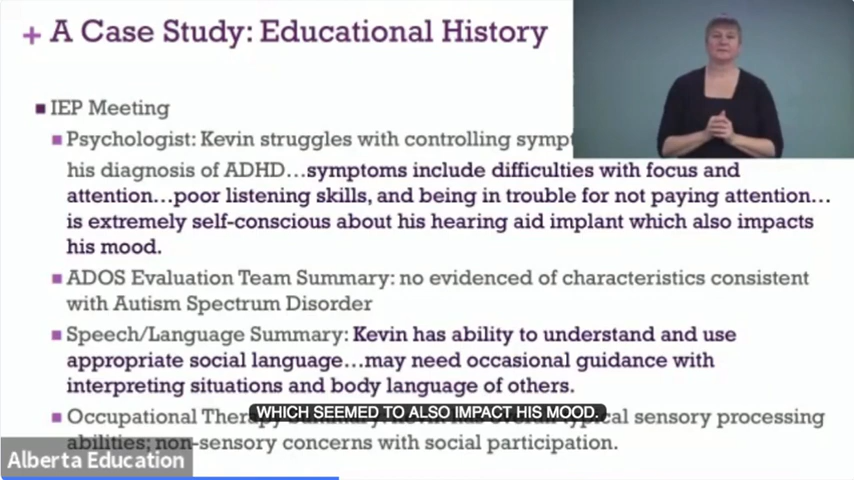 + A Case Study: Educational History
IEP Meeting
Psychologist: Kevin struggles with controlling
his diagnosis of ADHD...symptoms include difficulties with focus and
attention...poor listening skills, and being in trouble for not paying attention...
is extremely self-conscious about his hearing aid implant which also impacts
his mood.
ADOS Evaluation Team Summary: no evidenced of characteristics consistent
with Autism Spectrum Disorder
Speech/Language Summary: Kevin has ability to understand and use
appropriate social language...may need occasional guidance with
interpreting situations and body language of others.
WHICH SEEMED TO ALSO IMPACT HIS MOOD.
Occupational sensory processing
abilities; non-sensory concerns with social participation.
Alberta Education